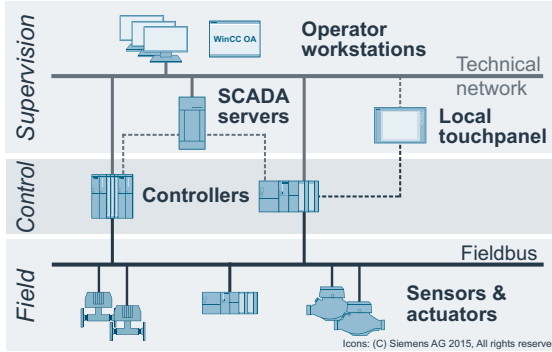 Supervision
WinCC OA
Operator
workstations
Technical
network
SCADA
servers
Local
touchpanel
Control
Controllers
Field
Fieldbus
Sensors &
actuators
Icons: (C) Siemens AG 2015, All rights reserve